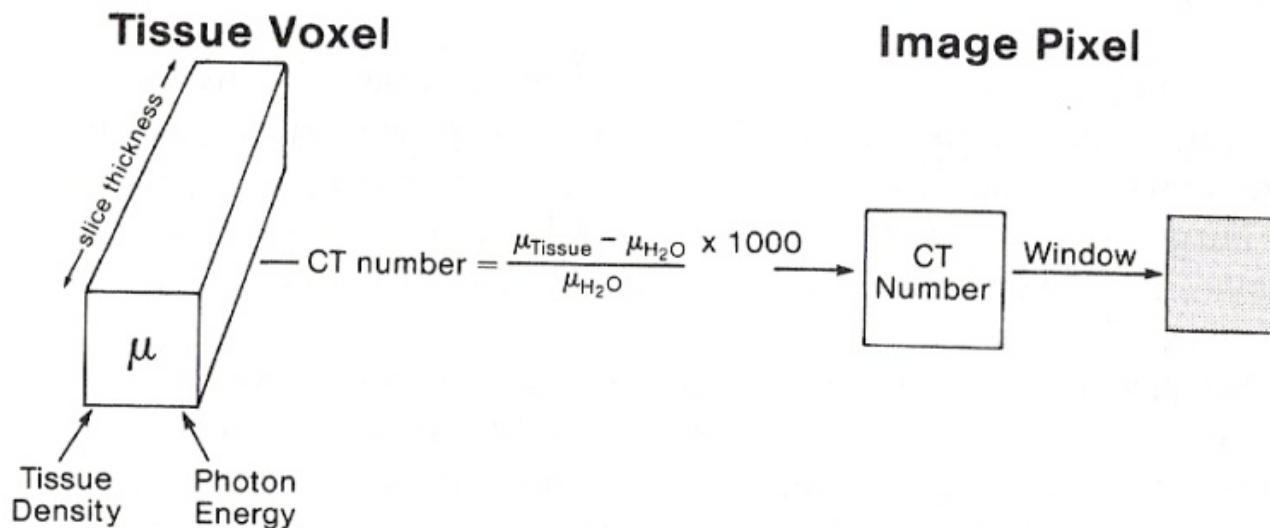 Tissue Voxel
Image Pixel
slice thickness
CT number = (μTissue − μH₂O) / μH₂O x 1000
CT
Number
Window
μ
Tissue
Density
Photon
Energy